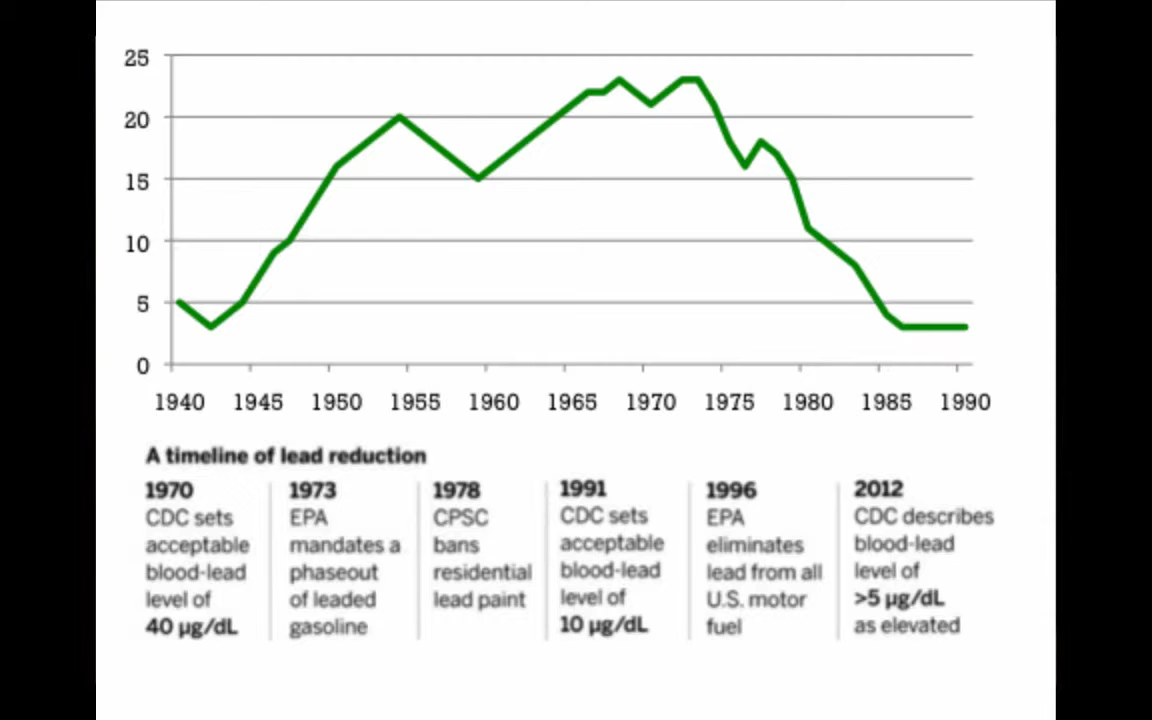 25
20
15
10
5
0
1940 1945 1950 1955 1960 1965 1970 1975 1980 1985 1990
A timeline of lead reduction
1970
CDC sets
acceptable
blood-lead
level of
40 µg/dL
1973
EPA
mandates a
phaseout
of leaded
gasoline
1978
CPSC
bans
residential
lead paint
1991
CDC sets
acceptable
blood-lead
level of
10 µg/dL
1996
EPA
eliminates
lead from all
U.S. motor
fuel
2012
CDC describes
blood-lead
level of
>5 µg/dL
as elevated